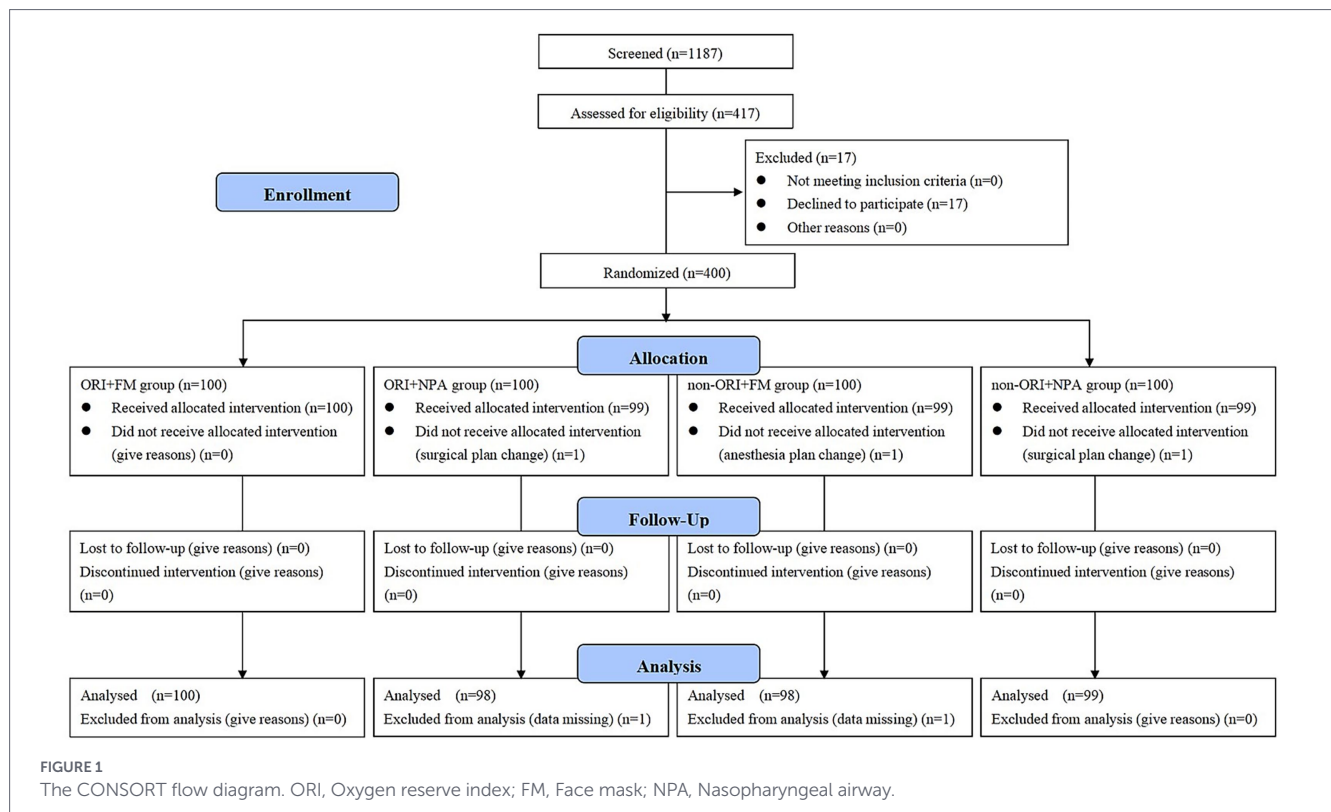 Screened (n=1187)
Assessed for eligibility (n=417)
Excluded (n=17)
● Not meeting inclusion criteria (n=0)
● Declined to participate (n=17)
● Other reasons (n=0)
Enrollment
Randomized (n=400)
Allocation
ORI+FM group (n=100)
● Received allocated intervention (n=100)
● Did not receive allocated intervention
(give reasons) (n=0)
ORI+NPA group (n=100)
● Received allocated intervention (n=99)
● Did not receive allocated intervention
(surgical plan change) (n=1)
non-ORI+FM group (n=100)
● Received allocated intervention (n=99)
● Did not receive allocated intervention
(anesthesia plan change) (n=1)
non-ORI+NPA group (n=100)
● Received allocated intervention (n=99)
● Did not receive allocated intervention
(surgical plan change) (n=1)
Follow-Up
Lost to follow-up (give reasons) (n=0)
Discontinued intervention (give reasons)
(n=0)
Lost to follow-up (give reasons) (n=0)
Discontinued intervention (give reasons)
(n=0)
Lost to follow-up (give reasons) (n=0)
Discontinued intervention (give reasons)
(n=0)
Lost to follow-up (give reasons) (n=0)
Discontinued intervention (give reasons)
(n=0)
Analysis
Analysed (n=100)
Excluded from analysis (give reasons) (n=0)
Analysed (n=98)
Excluded from analysis (data missing) (n=1)
Analysed (n=98)
Excluded from analysis (data missing) (n=1)
Analysed (n=99)
Excluded from analysis (give reasons) (n=0)
FIGURE 1
The CONSORT flow diagram. ORI, Oxygen reserve index; FM, Face mask; NPA, Nasopharyngeal airway.